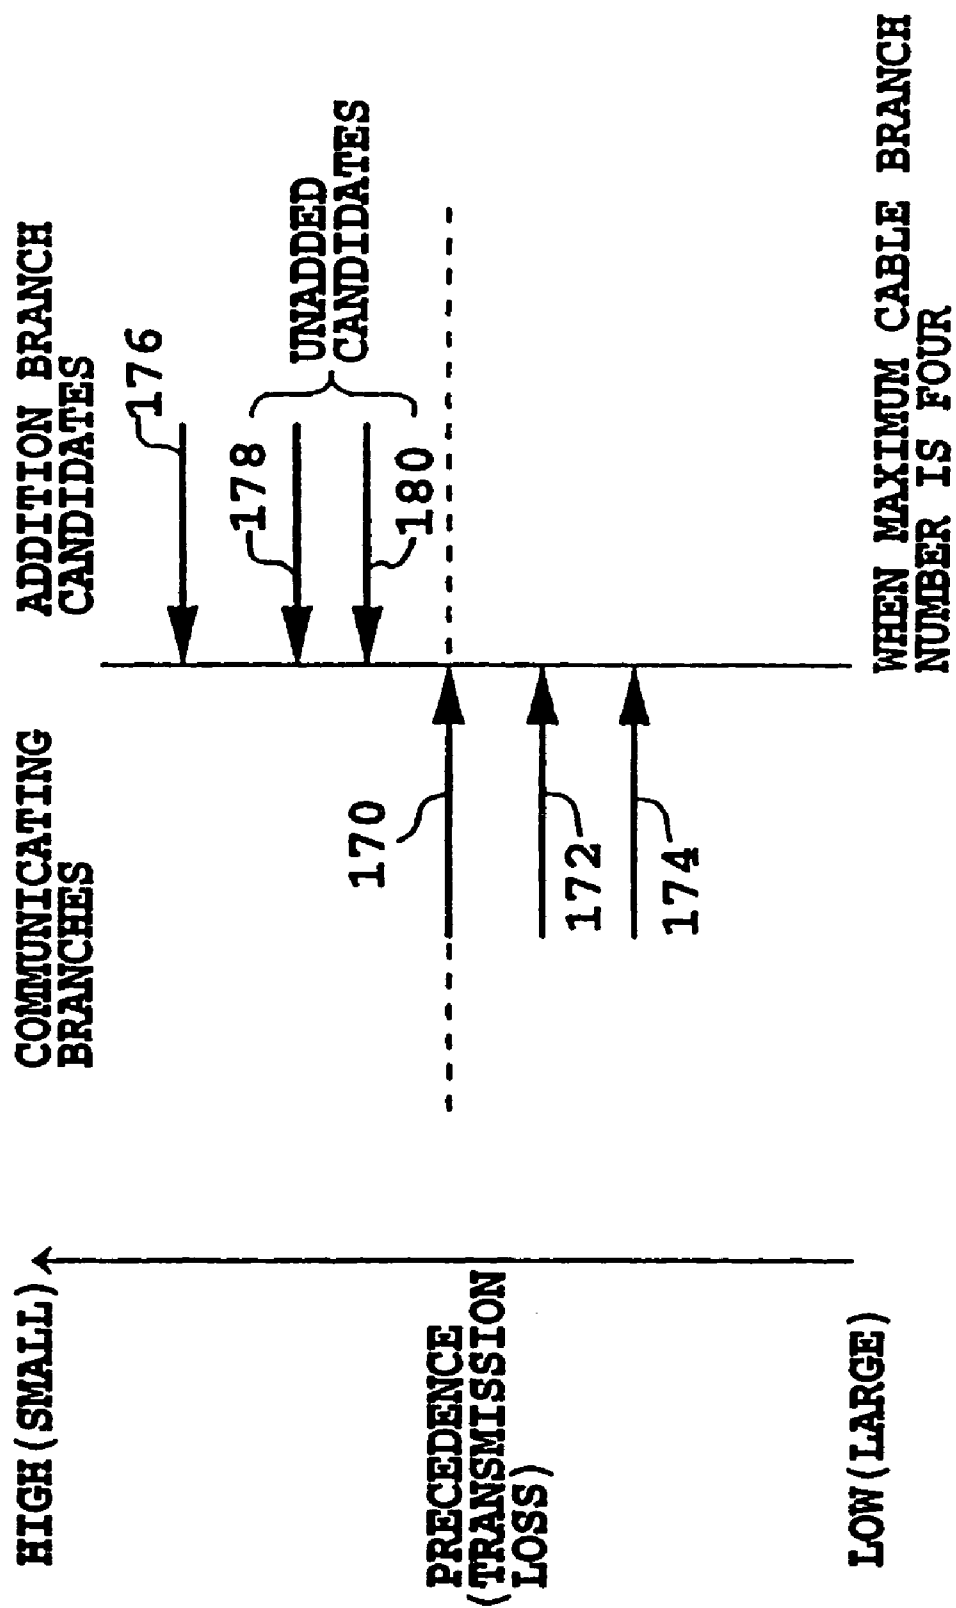 HIGH(SMALL)
COMMUNICATING
BRANCHES
ADDITION BRANCH
CANDIDATES
176
178
UNADDED
CANDIDATES
180
170
PRECEDENCE
(TRANSMISSION
LOSS)
172
174
LOW(LARGE)
WHEN MAXIMUM CABLE BRANCH
NUMBER IS FOUR